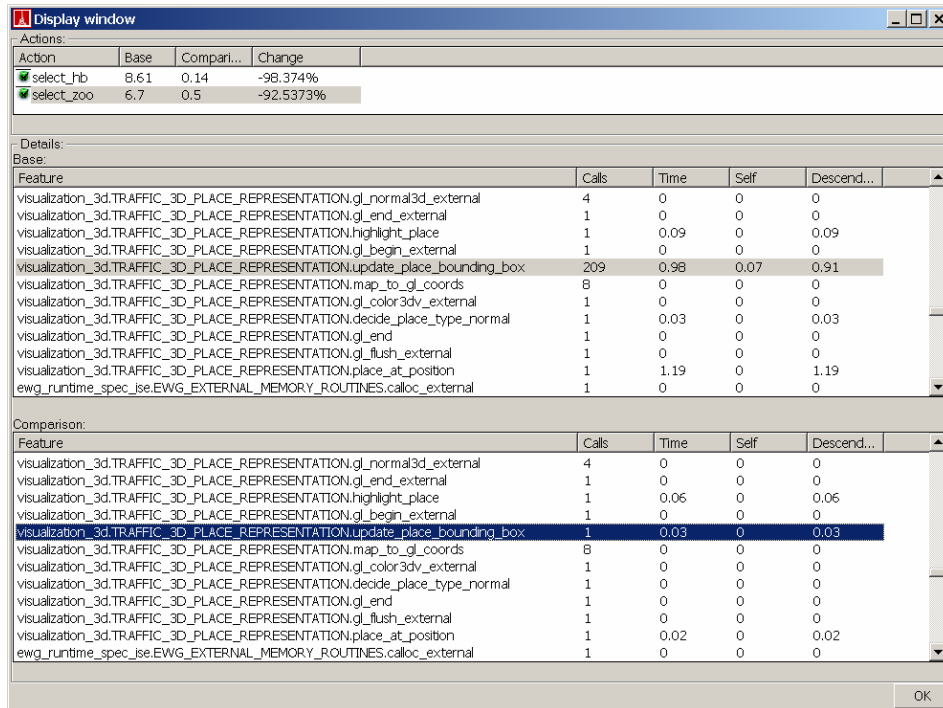 Display window
Actions:
Action Base Compari... Change
select_hb 8.61 0.14 -98.374%
select_zoo 6.7 0.5 -92.5373%
Details:
Base:
Feature Calls Time Self Descend...
visualization_3d.TRAFFIC_3D_PLACE_REPRESENTATION.gl_normal3d_external 4 0 0 0
visualization_3d.TRAFFIC_3D_PLACE_REPRESENTATION.gl_end_external 1 0 0 0
visualization_3d.TRAFFIC_3D_PLACE_REPRESENTATION.highlight_place 1 0.09 0 0.09
visualization_3d.TRAFFIC_3D_PLACE_REPRESENTATION.gl_begin_external 1 0 0 0
visualization_3d.TRAFFIC_3D_PLACE_REPRESENTATION.update_place_bounding_box 209 0.98 0.07 0.91
visualization_3d.TRAFFIC_3D_PLACE_REPRESENTATION.map_to_gl_coords 8 0 0 0
visualization_3d.TRAFFIC_3D_PLACE_REPRESENTATION.gl_color3dv_external 1 0 0 0
visualization_3d.TRAFFIC_3D_PLACE_REPRESENTATION.decide_place_type_normal 1 0.03 0 0.03
visualization_3d.TRAFFIC_3D_PLACE_REPRESENTATION.gl_end 1 0 0 0
visualization_3d.TRAFFIC_3D_PLACE_REPRESENTATION.gl_flush_external 1 0 0 0
visualization_3d.TRAFFIC_3D_PLACE_REPRESENTATION.place_at_position 1 1.19 0 1.19
ewg_runtime_spec_ise.EWG_EXTERNAL_MEMORY_ROUTINES.calloc_external 1 0 0 0
Comparison:
Feature Calls Time Self Descend...
visualization_3d.TRAFFIC_3D_PLACE_REPRESENTATION.gl_normal3d_external 4 0 0 0
visualization_3d.TRAFFIC_3D_PLACE_REPRESENTATION.gl_end_external 1 0 0 0
visualization_3d.TRAFFIC_3D_PLACE_REPRESENTATION.highlight_place 1 0.06 0 0.06
visualization_3d.TRAFFIC_3D_PLACE_REPRESENTATION.gl_begin_external 1 0 0 0
visualization_3d.TRAFFIC_3D_PLACE_REPRESENTATION.update_place_bounding_box 1 0.03 0 0.03
visualization_3d.TRAFFIC_3D_PLACE_REPRESENTATION.map_to_gl_coords 8 0 0 0
visualization_3d.TRAFFIC_3D_PLACE_REPRESENTATION.gl_color3dv_external 1 0 0 0
visualization_3d.TRAFFIC_3D_PLACE_REPRESENTATION.decide_place_type_normal 1 0 0 0
visualization_3d.TRAFFIC_3D_PLACE_REPRESENTATION.gl_end 1 0 0 0
visualization_3d.TRAFFIC_3D_PLACE_REPRESENTATION.gl_flush_external 1 0 0 0
visualization_3d.TRAFFIC_3D_PLACE_REPRESENTATION.place_at_position 1 0.02 0 0.02
ewg_runtime_spec_ise.EWG_EXTERNAL_MEMORY_ROUTINES.calloc_external 1 0 0 0
OK